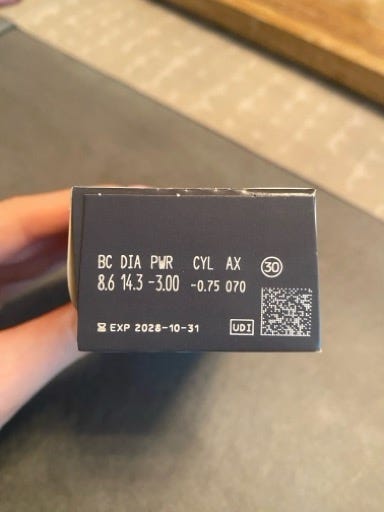 BC DIA PWR CYL AX 30
8.6 14.3 -3.00 -0.75 070
EXP 2028-10-31 UDI